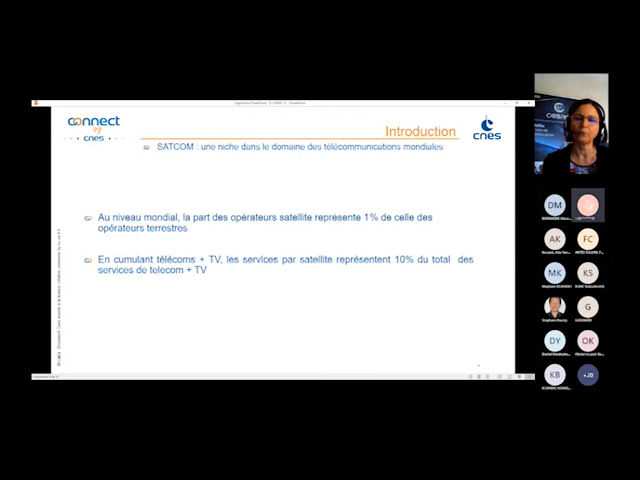 connect
by
cnes
Introduction
cnes
SATCOM : une niche dans le domaine des télécommunications mondiales
Au niveau mondial, la part des opérateurs satellite représente 1% de celle des
opérateurs terrestres
En cumulant télécoms + TV, les services par satellite représentent 10% du total des
services de telecom + TV
DM
AK
FC
MK
KS
G
DY
OK
KB
+20